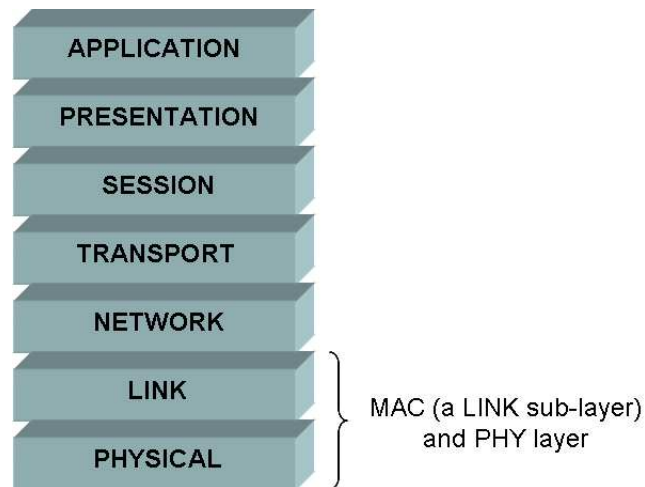 APPLICATION
PRESENTATION
SESSION
TRANSPORT
NETWORK
LINK
PHYSICAL
MAC (a LINK sub-layer)
and PHY layer